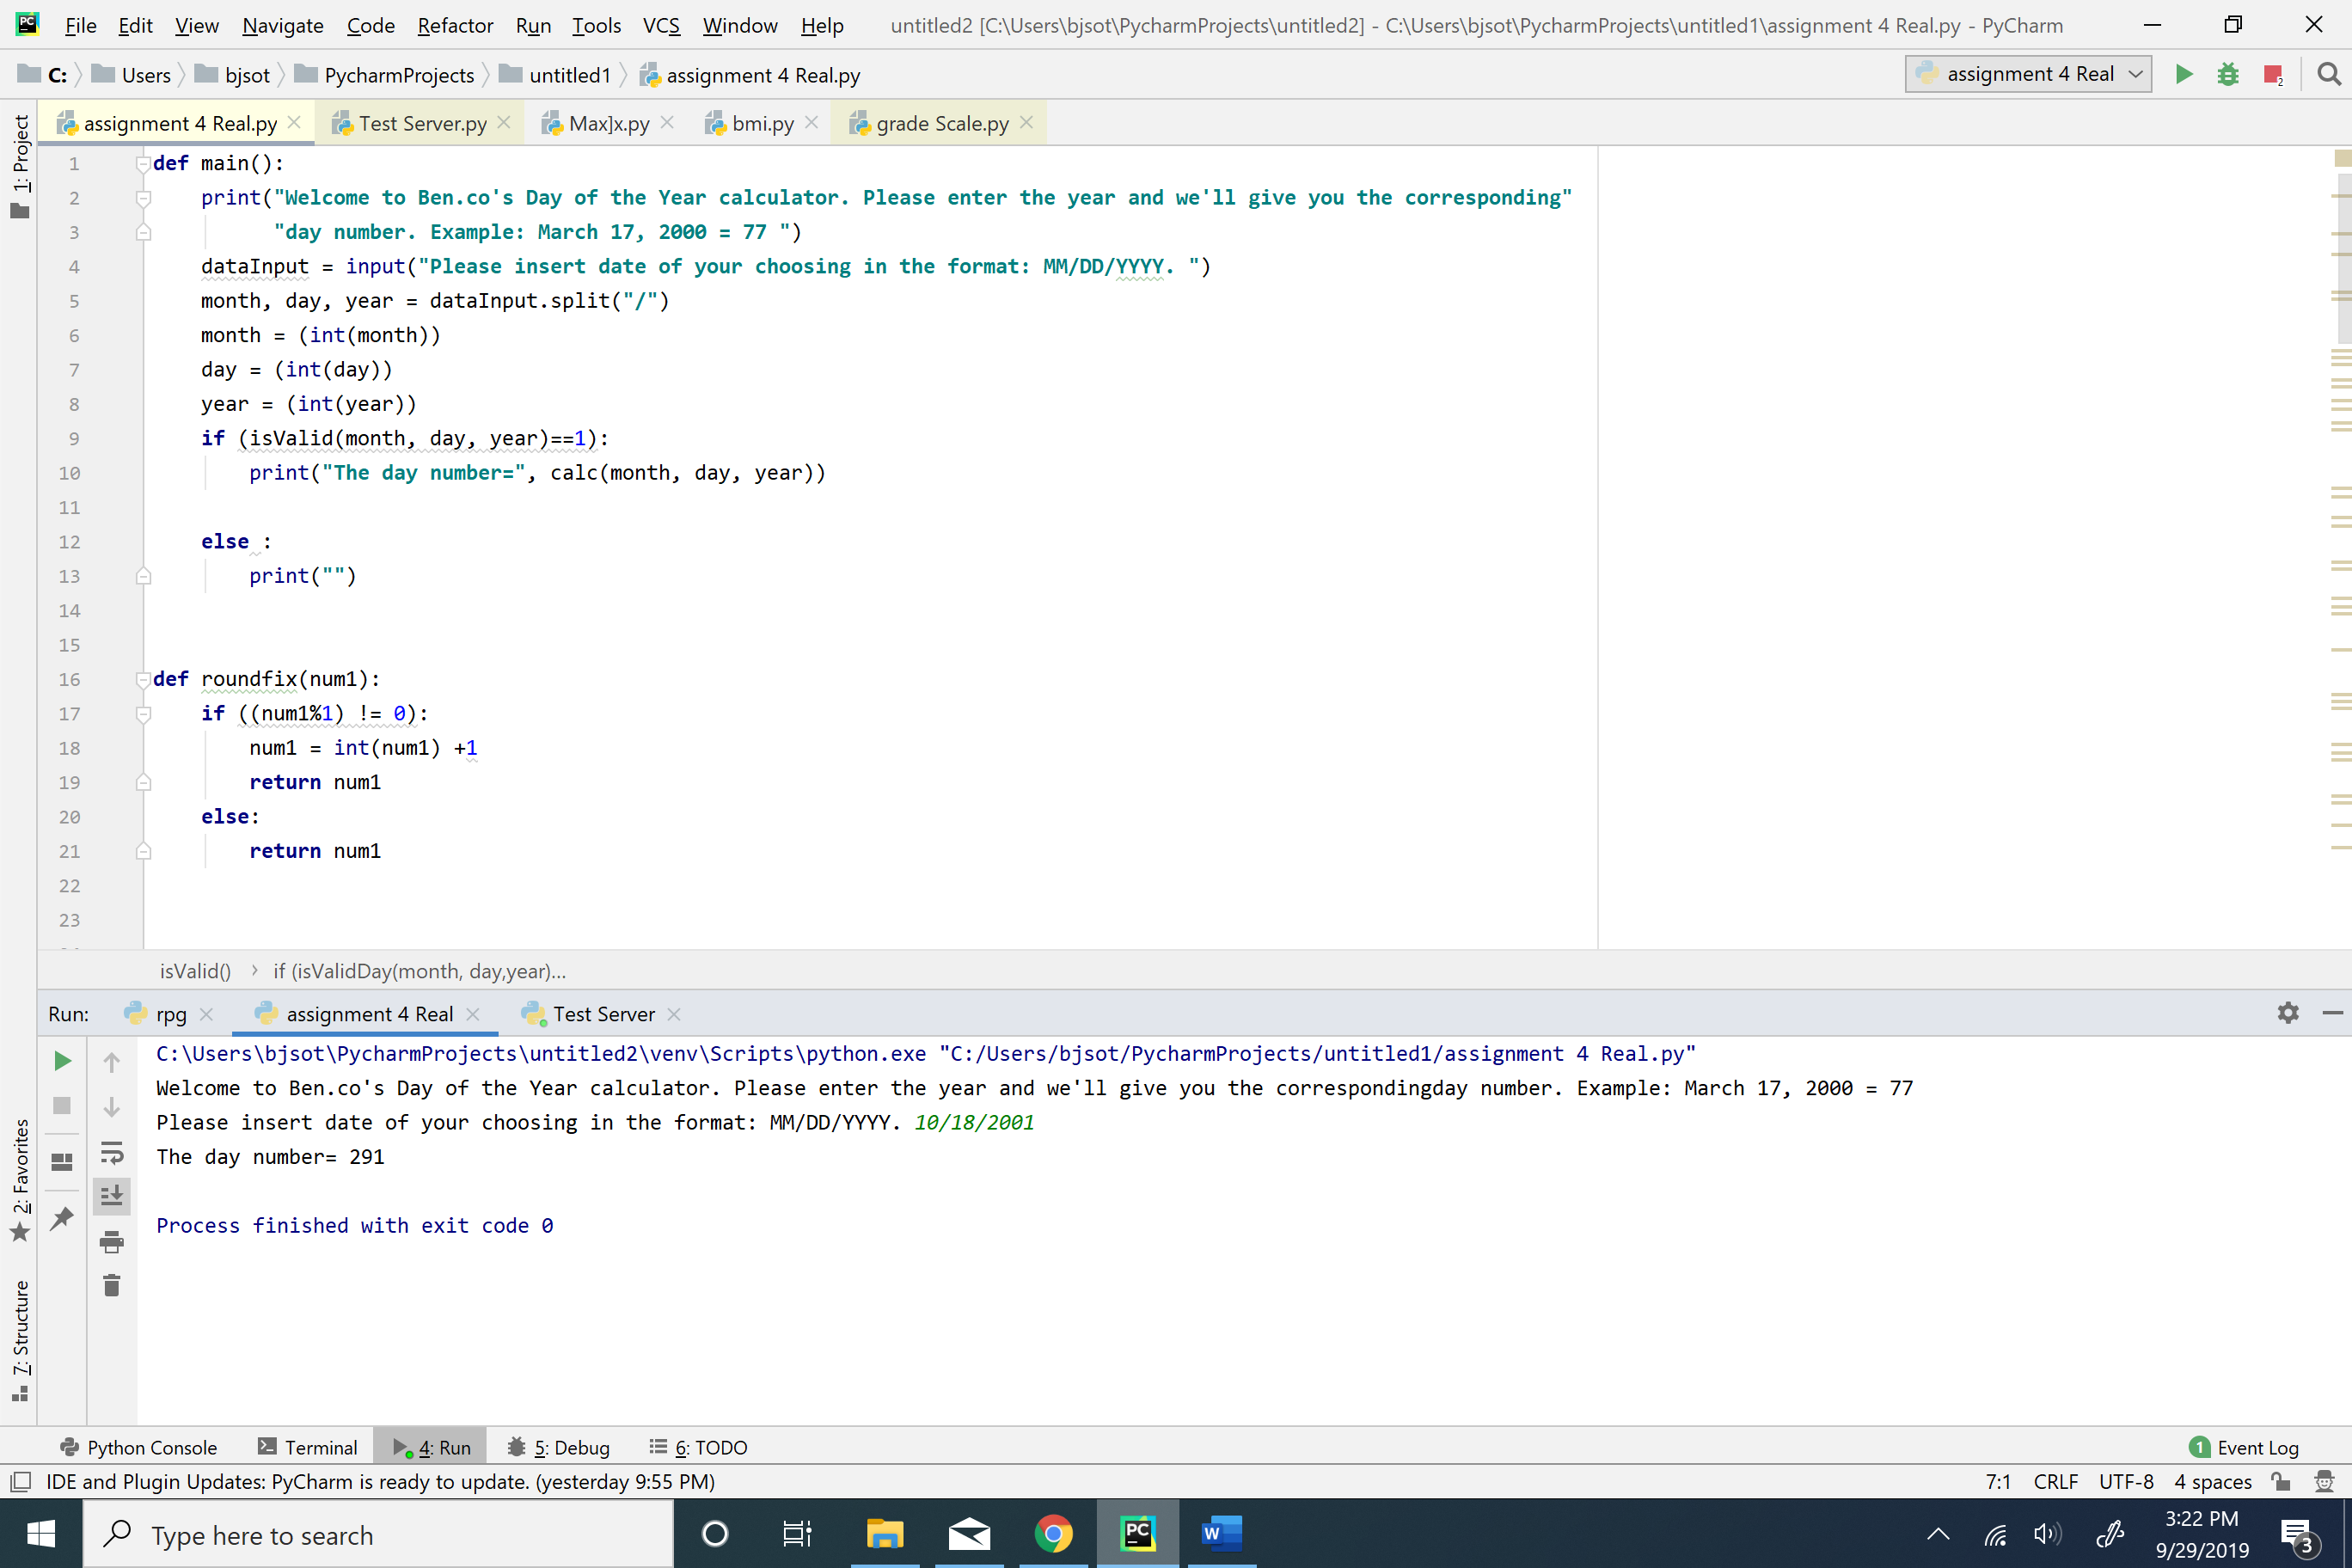 File Edit View Navigate Code Refactor Run Tools VCS Window Help untitled2 [C:\Users\bjsot\PycharmProjects\untitled2] - C:\Users\bjsot\PycharmProjects\untitled1\assignment 4 Real.py - PyCharm
C: Users bjsot PycharmProjects untitled1 assignment 4 Real.py assignment 4 Real
assignment 4 Real.py Test Server.py Max]x.py bmi.py grade Scale.py
1: Project
1 def main():
2     print("Welcome to Ben.co's Day of the Year calculator. Please enter the year and we'll give you the corresponding"
3           "day number. Example: March 17, 2000 = 77 ")
4     dataInput = input("Please insert date of your choosing in the format: MM/DD/YYYY. ")
5     month, day, year = dataInput.split("/")
6     month = (int(month))
7     day = (int(day))
8     year = (int(year))
9     if (isValid(month, day, year)==1):
10         print("The day number=", calc(month, day, year))
11
12     else :
13         print("")
14
15
16 def roundfix(num1):
17     if ((num1%1) != 0):
18         num1 = int(num1) +1
19         return num1
20     else:
21         return num1
22
23
isValid() › if (isValidDay(month, day,year)...
Run: rpg assignment 4 Real Test Server
C:\Users\bjsot\PycharmProjects\untitled2\venv\Scripts\python.exe "C:/Users/bjsot/PycharmProjects/untitled1/assignment 4 Real.py"
Welcome to Ben.co's Day of the Year calculator. Please enter the year and we'll give you the correspondingday number. Example: March 17, 2000 = 77
Please insert date of your choosing in the format: MM/DD/YYYY. 10/18/2001
The day number= 291
Process finished with exit code 0
2: Favorites
7: Structure
Python Console Terminal 4: Run 5: Debug 6: TODO 1 Event Log
IDE and Plugin Updates: PyCharm is ready to update. (yesterday 9:55 PM) 7:1 CRLF UTF-8 4 spaces
Type here to search
3:22 PM
9/29/2019
3